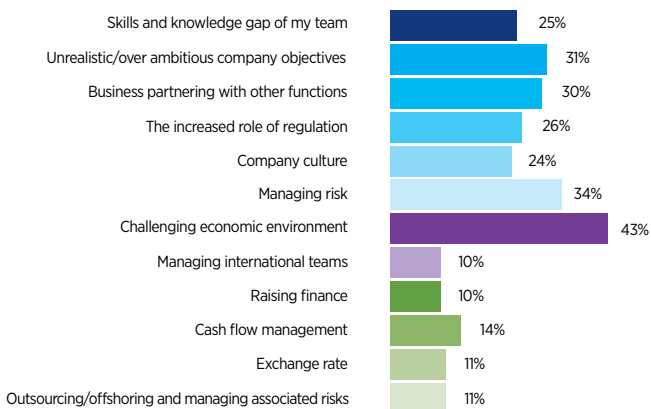 Skills and knowledge gap of my team 25%
Unrealistic/over ambitious company objectives 31%
Business partnering with other functions 30%
The increased role of regulation 26%
Company culture 24%
Managing risk 34%
Challenging economic environment 43%
Managing international teams 10%
Raising finance 10%
Cash flow management 14%
Exchange rate 11%
Outsourcing/offshoring and managing associated risks 11%